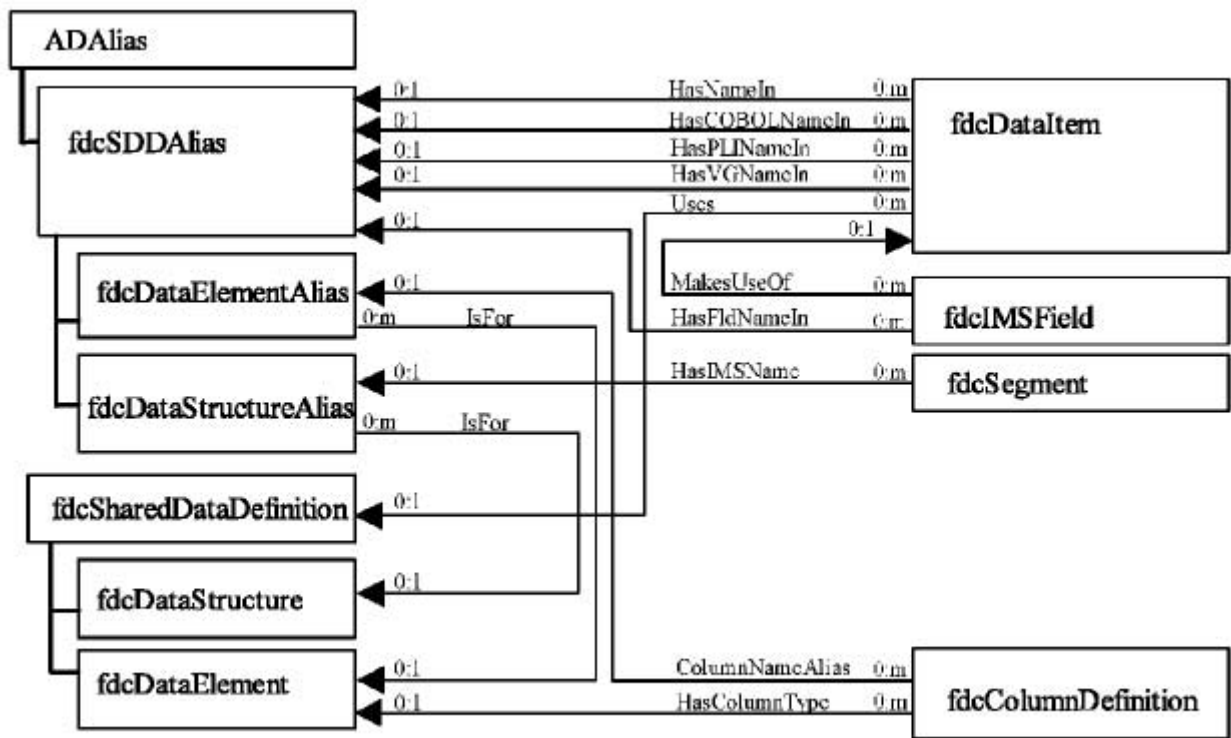 ADAlias
0:1 HasNameIn 0:m
fdcSDDAlias
fdcDataItem
0:1 HasCOBOLNameIn 0:m
0:1 HasPLINameIn 0:m
0:1 HasVGNameIn 0:m
Uses 0:m
0:1
0:1
fdcDataElementAlias
0:1
MakesUseOf 0:m
fdcIMSField
0:m IsFor
HasFldNameIn 0:m
fdcDataStructureAlias
0:1 HasIMSName 0:m
fdcSegment
0:m IsFor
fdcSharedDataDefinition
0:1
fdcDataStructure
0:1
fdcDataElement
0:1
ColumnNameAlias 0:m
fdcColumnDefinition
0:1 HasColumnType 0:m